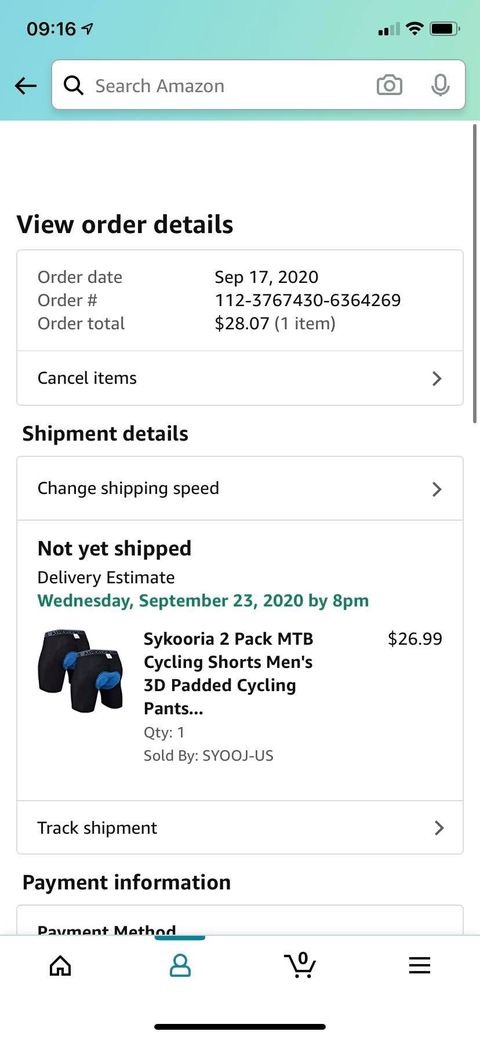 09:16
Search Amazon
View order details
Order date Sep 17, 2020
Order # 112-3767430-6364269
Order total $28.07 (1 item)
Cancel items
Shipment details
Change shipping speed
Not yet shipped
Delivery Estimate
Wednesday, September 23, 2020 by 8pm
Sykooria 2 Pack MTB $26.99
Cycling Shorts Men's
3D Padded Cycling
Pants...
Qty: 1
Sold By: SYOOJ-US
Track shipment
Payment information
Payment Method
0